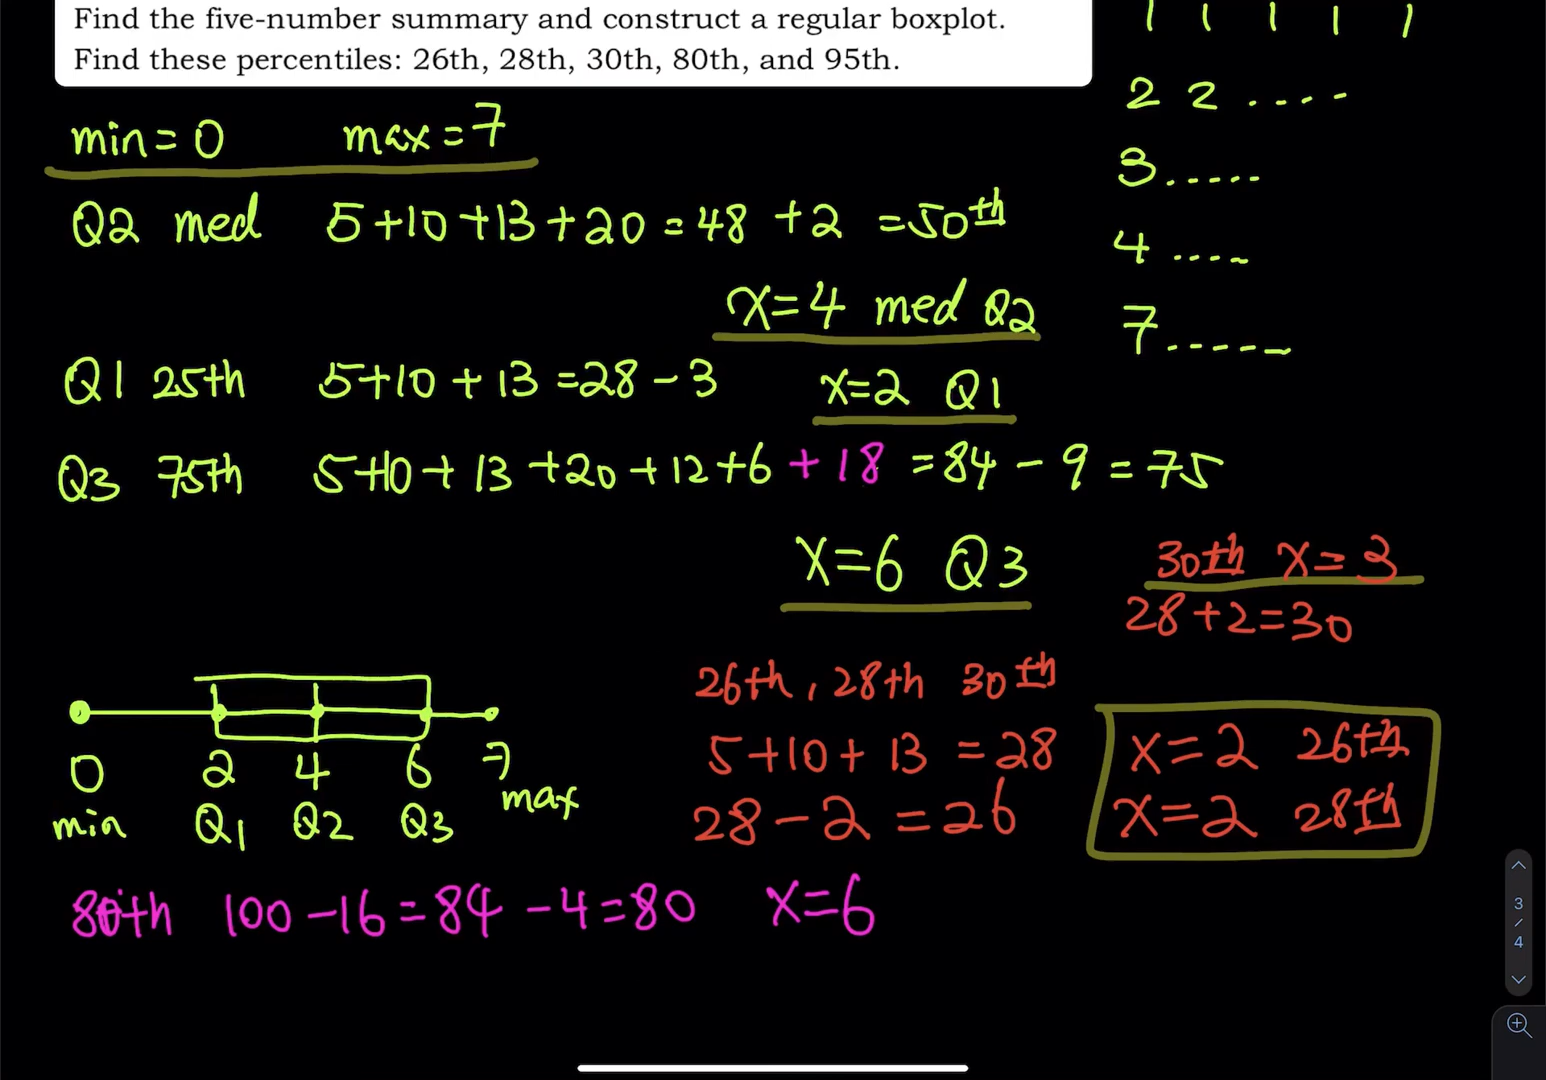 Find the five-number summary and construct a regular boxplot.
Find these percentiles: 26th, 28th, 30th, 80th, and 95th.
1 1 1 1 1
2 2 ....
3.....
4 ....
7.....
min=0 max=7
Q2 med 5+10+13+20=48 +2 =50th
x=4 med Q2
Q1 25th 5+10+13=28-3 x=2 Q1
Q3 75th 5+10+13+20+12+6+18=84-9=75
x=6 Q3
30th x=3
28+2=30
26th, 28th 30th
5+10+13 =28
28-2=26
x=2 26th
x=2 28th
0 2 4 6 7
min Q1 Q2 Q3 max
80th 100-16=84-4=80 x=6
3
/
4